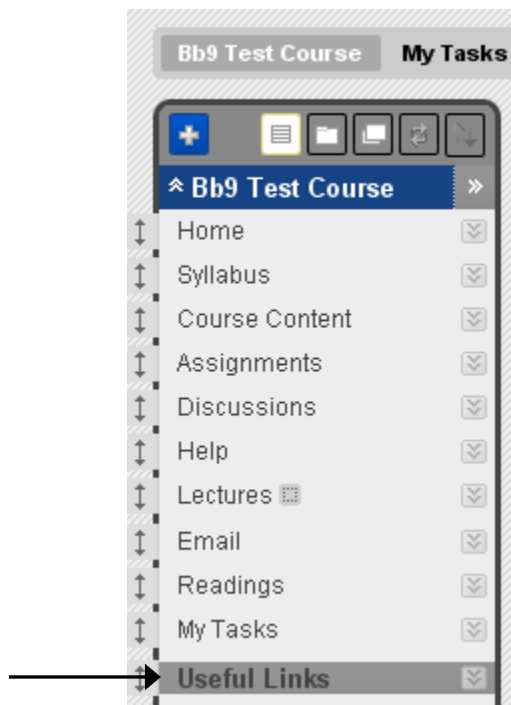 Bb9 Test Course My Tasks
Bb9 Test Course
Home
Syllabus
Course Content
Assignments
Discussions
Help
Lectures
Email
Readings
My Tasks
Useful Links